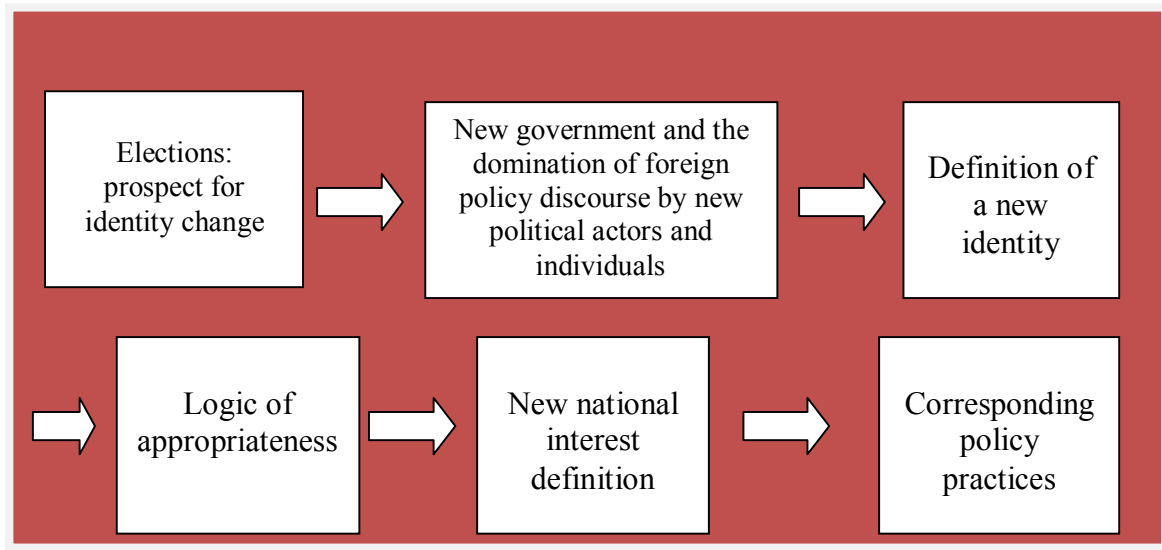 Elections:
prospect for
identity change
New government and the
domination of foreign
policy discourse by new
political actors and
individuals
Definition of
a new
identity
Logic of
appropriateness
New national
interest
definition
Corresponding
policy
practices